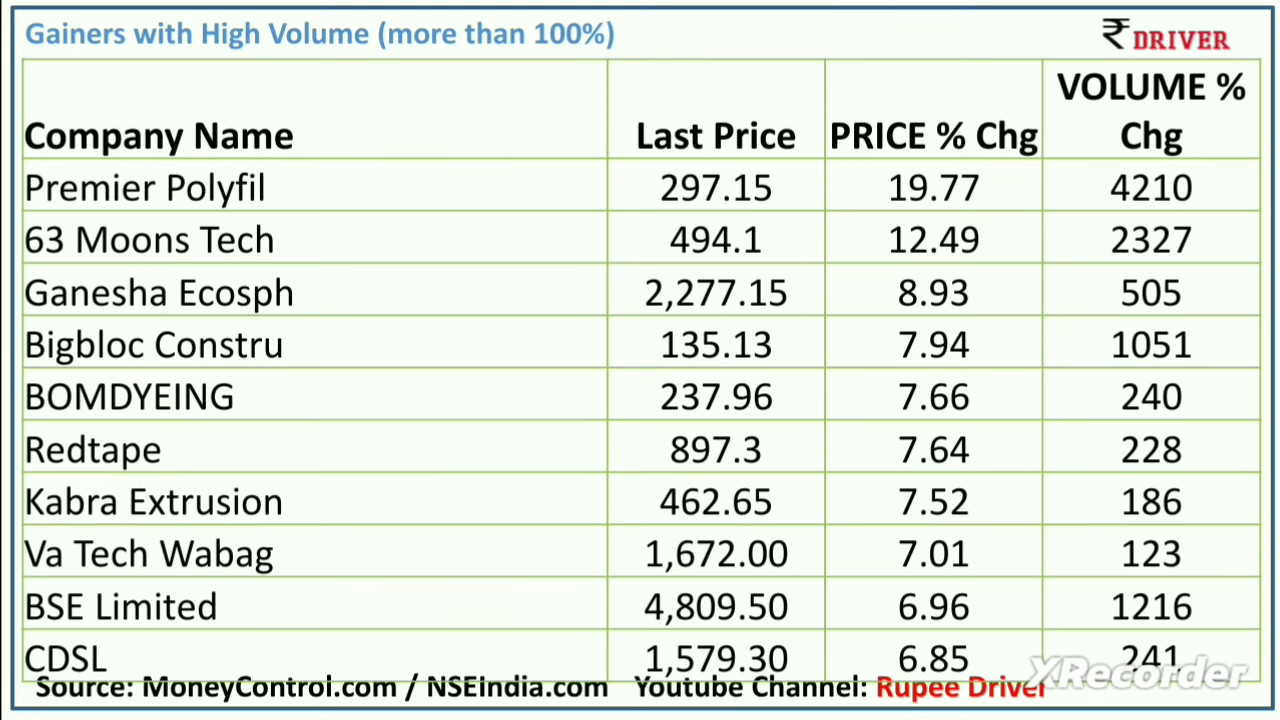 Gainers with High Volume (more than 100%)
₹ DRIVER
Company Name Last Price PRICE % Chg VOLUME % Chg
Premier Polyfil 297.15 19.77 4210
63 Moons Tech 494.1 12.49 2327
Ganesha Ecosph 2,277.15 8.93 505
Bigbloc Constru 135.13 7.94 1051
BOMDYEING 237.96 7.66 240
Redtape 897.3 7.64 228
Kabra Extrusion 462.65 7.52 186
Va Tech Wabag 1,672.00 7.01 123
BSE Limited 4,809.50 6.96 1216
CDSL 1,579.30 6.85 241
XRecorder
Source: MoneyControl.com / NSEIndia.com Youtube Channel: Rupee Driver